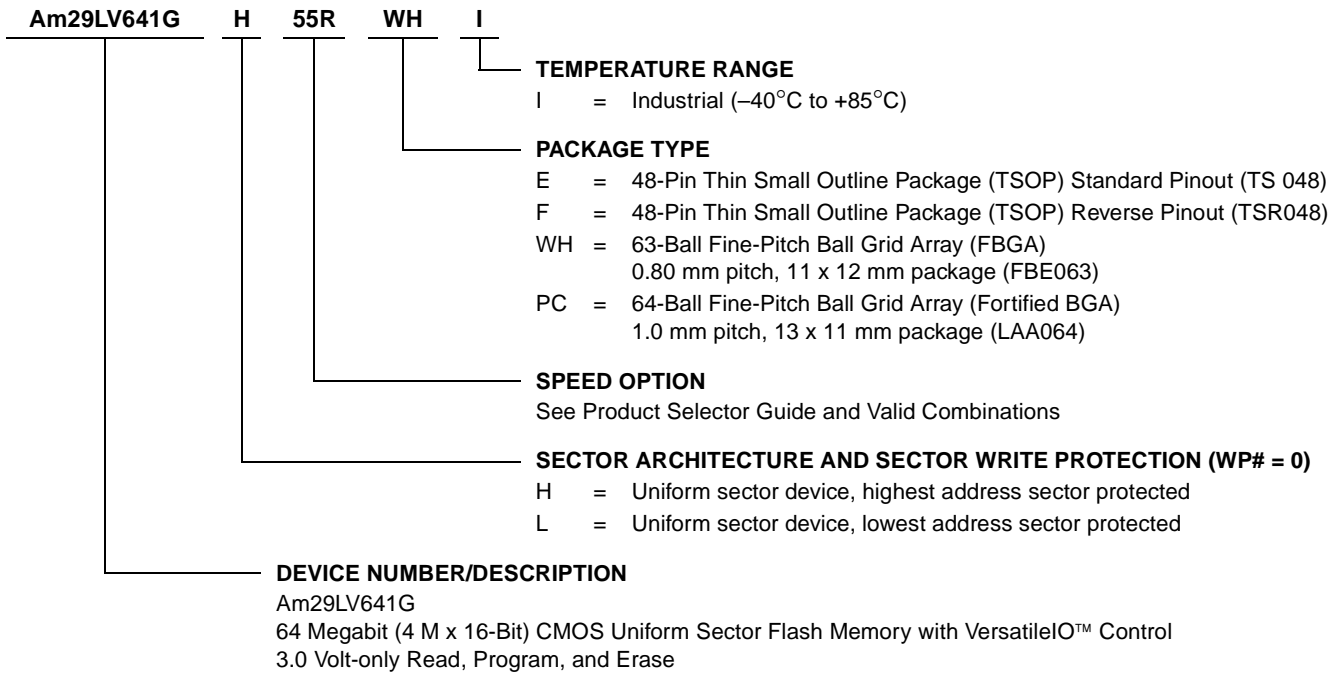 Am29LV641G H 55R WH I
TEMPERATURE RANGE
I = Industrial (–40°C to +85°C)
PACKAGE TYPE
E = 48-Pin Thin Small Outline Package (TSOP) Standard Pinout (TS 048)
F = 48-Pin Thin Small Outline Package (TSOP) Reverse Pinout (TSR048)
WH = 63-Ball Fine-Pitch Ball Grid Array (FBGA)
0.80 mm pitch, 11 x 12 mm package (FBE063)
PC = 64-Ball Fine-Pitch Ball Grid Array (Fortified BGA)
1.0 mm pitch, 13 x 11 mm package (LAA064)
SPEED OPTION
See Product Selector Guide and Valid Combinations
SECTOR ARCHITECTURE AND SECTOR WRITE PROTECTION (WP# = 0)
H = Uniform sector device, highest address sector protected
L = Uniform sector device, lowest address sector protected
DEVICE NUMBER/DESCRIPTION
Am29LV641G
64 Megabit (4 M x 16-Bit) CMOS Uniform Sector Flash Memory with VersatileIO™ Control
3.0 Volt-only Read, Program, and Erase